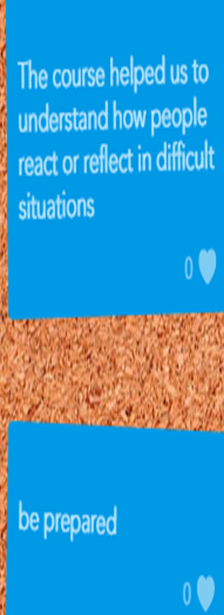 The course helped us to
understand how people
react or reflect in difficult
situations
0
be prepared
0